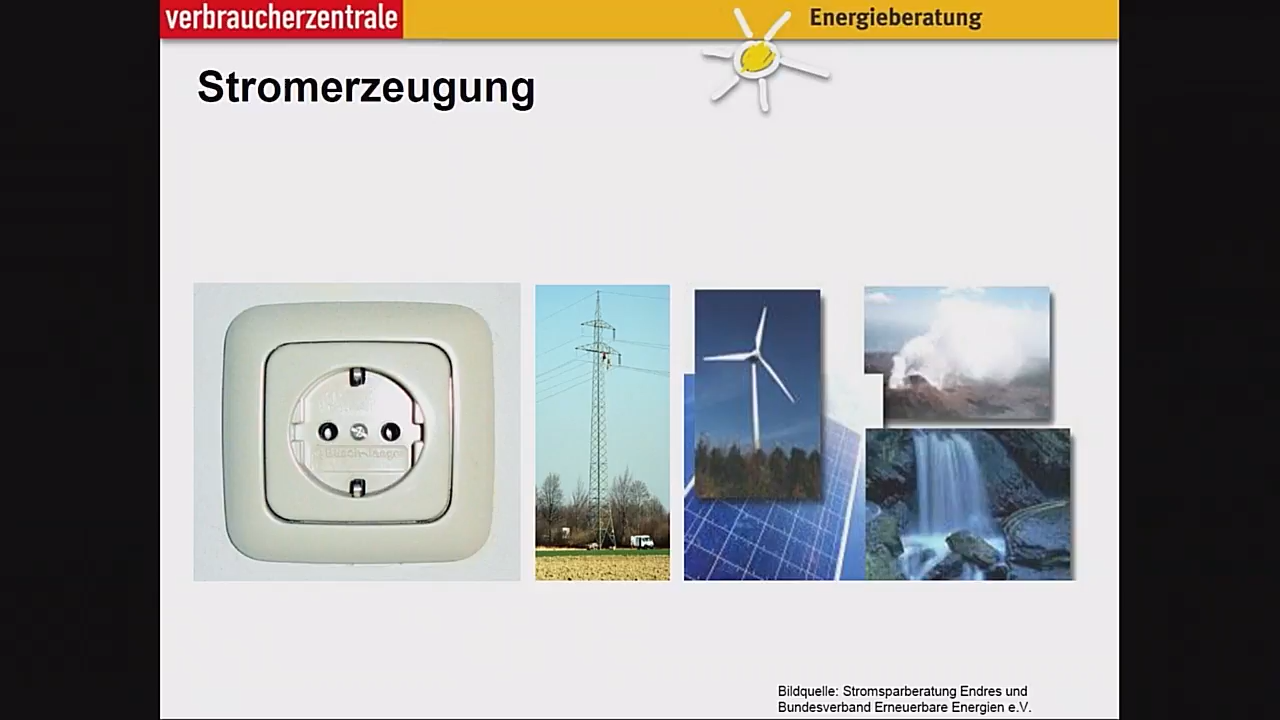 verbraucherzentrale
Energieberatung
Stromerzeugung
Bildquelle: Stromsparberatung Endres und
Bundesverband Erneuerbare Energien e.V.